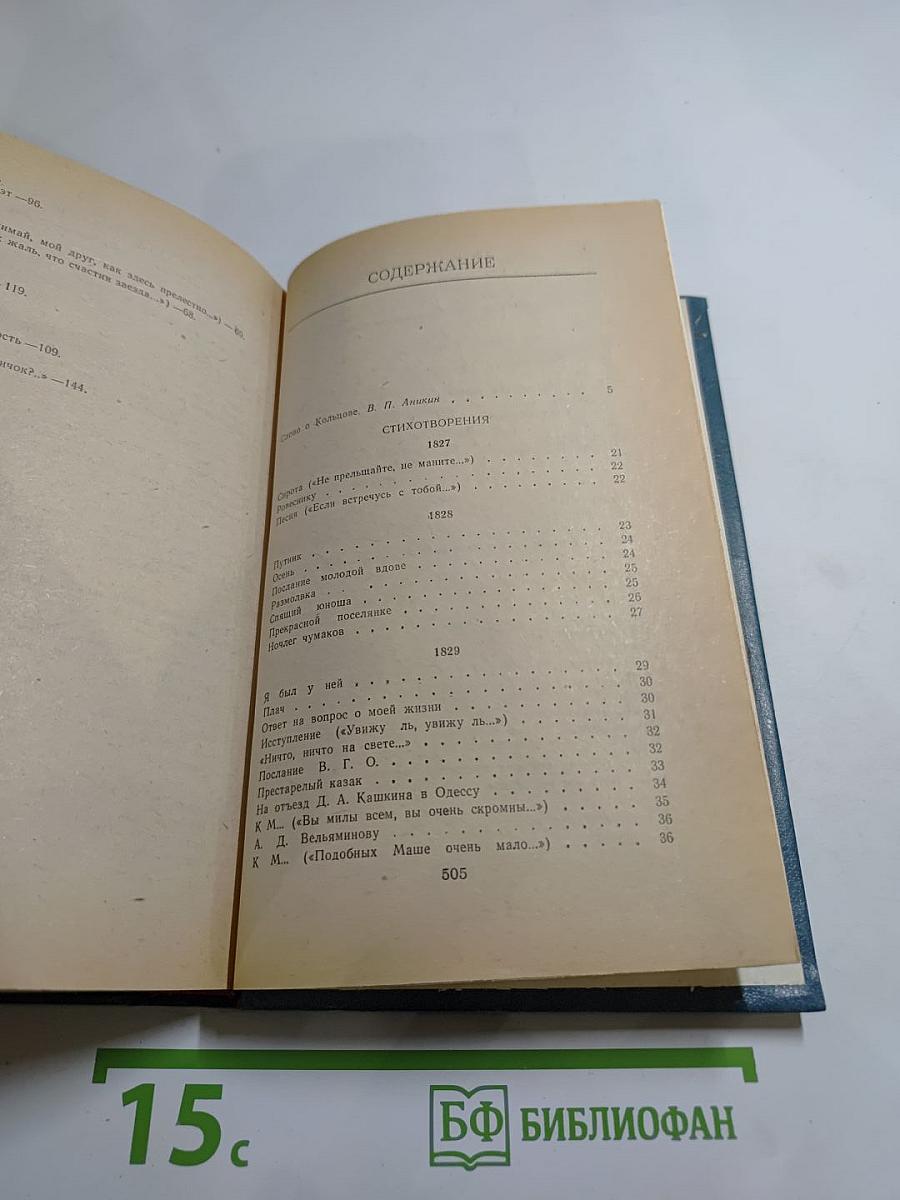 эт —96.
имай, мой друг, как здесь прелестно...») — 69.
жаль, что счастия звезда...») —68.
119.
ость —109.
ичок?..» —144.
СОДЕРЖАНИЕ
Слово о Кольцове. В. П. Аникин . . . . . . . . . . 5
СТИХОТВОРЕНИЯ
1827
Сирота («Не прельщайте, не маните...») . . . . . . . . 21
Ровеснику . . . . . . . . . . . . . . . . 22
Песня («Если встречусь с тобой...») . . . . . . . . . 22
1828
Путник . . . . . . . . . . . . . . . . . 23
Осень . . . . . . . . . . . . . . . . . 24
Послание молодой вдове . . . . . . . . . . . . 24
Размолвка . . . . . . . . . . . . . . . . 25
Спящий юноша . . . . . . . . . . . . . . 25
Прекрасной поселянке . . . . . . . . . . . . 26
Ночлег чумаков . . . . . . . . . . . . . . 27
1829
Я был у ней . . . . . . . . . . . . . . . 29
Плач . . . . . . . . . . . . . . . . . . 30
Ответ на вопрос о моей жизни . . . . . . . . . . 30
Исступление («Увижу ль, увижу ль...») . . . . . . . 31
«Ничто, ничто на свете...» . . . . . . . . . . . 32
Послание В. Г. О. . . . . . . . . . . . . . 32
Престарелый казак . . . . . . . . . . . . . 33
На отъезд Д. А. Кашкина в Одессу . . . . . . . . 34
К М... («Вы милы всем, вы очень скромны...») . . . . . 35
А. Д. Вельяминову . . . . . . . . . . . . . 36
К М... («Подобных Маше очень мало...») . . . . . 36
505
15 с
БФ БИБЛИОФАН